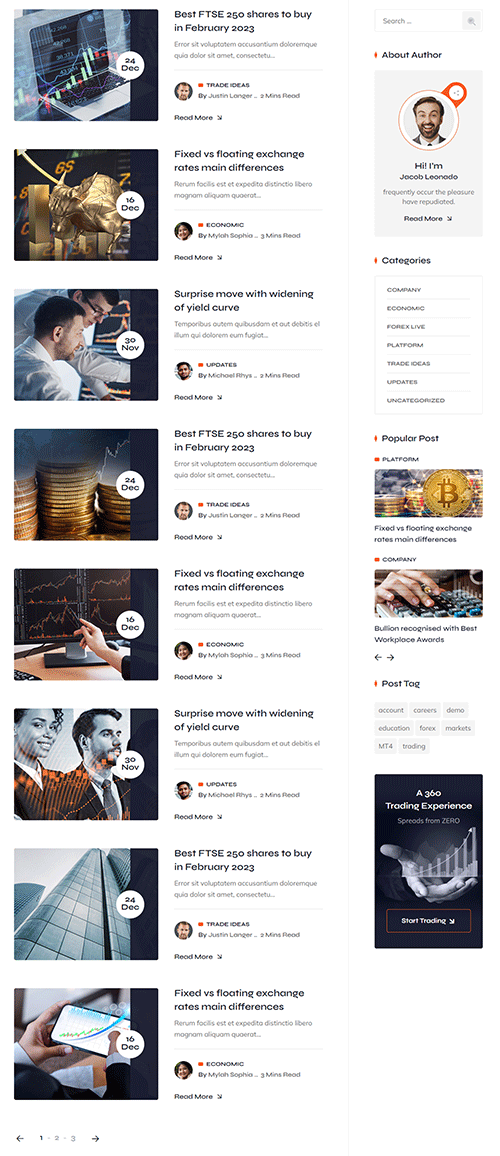 24
Dec
Best FTSE 250 shares to buy
in February 2023
Error sit voluptatem accusantium doloremque
quia dolor sit amet, consectetu...
TRADE IDEAS
By Justin Langer .. 2 Mins Read
Read More
16
Dec
Fixed vs floating exchange
rates main differences
Rerum facilis est et expedita distinctio libero
magnam aliquam quaerat...
ECONOMIC
By Mylah Sophia .. 3 Mins Read
Read More
30
Nov
Surprise move with widening
of yield curve
Temporibus autem quibusdam et aut debitis el
illum qui dolorem eum fugiat...
UPDATES
By Michael Rhys .. 2 Mins Read
Read More
24
Dec
Best FTSE 250 shares to buy
in February 2023
Error sit voluptatem accusantium doloremque
quia dolor sit amet, consectetu...
TRADE IDEAS
By Justin Langer .. 2 Mins Read
Read More
16
Dec
Fixed vs floating exchange
rates main differences
Rerum facilis est et expedita distinctio libero
magnam aliquam quaerat...
ECONOMIC
By Mylah Sophia .. 3 Mins Read
Read More
30
Nov
Surprise move with widening
of yield curve
Temporibus autem quibusdam et aut debitis el
illum qui dolorem eum fugiat...
UPDATES
By Michael Rhys .. 2 Mins Read
Read More
24
Dec
Best FTSE 250 shares to buy
in February 2023
Error sit voluptatem accusantium doloremque
quia dolor sit amet, consectetu...
TRADE IDEAS
By Justin Langer .. 2 Mins Read
Read More
16
Dec
Fixed vs floating exchange
rates main differences
Rerum facilis est et expedita distinctio libero
magnam aliquam quaerat...
ECONOMIC
By Mylah Sophia .. 3 Mins Read
Read More
1 - 2 - 3
Search ...
About Author
Hi! I'm
Jacob Leonado
frequently occur the pleasure
have repudiated.
Read More
Categories
COMPANY
ECONOMIC
FOREX LIVE
PLATFORM
TRADE IDEAS
UPDATES
UNCATEGORIZED
Popular Post
PLATFORM
Fixed vs floating exchange
rates main differences
COMPANY
Bullion recognised with Best
Workplace Awards
Post Tag
account careers demo
education forex markets
MT4 trading
A 360
Trading Experience
Spreads from ZERO
Start Trading